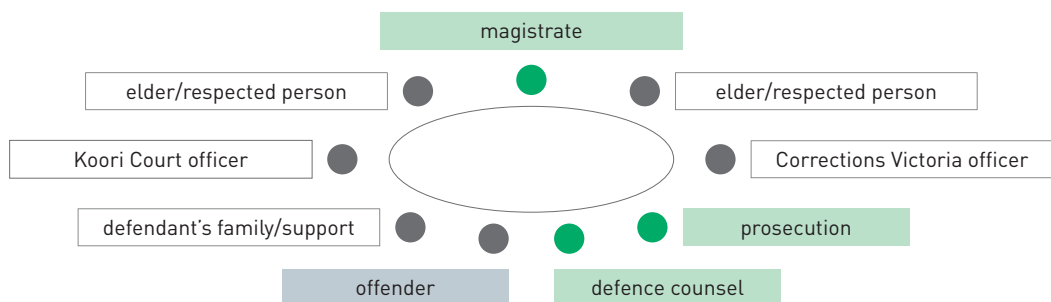 magistrate
elder/respected person
elder/respected person
Koori Court officer
Corrections Victoria officer
defendant’s family/support
prosecution
offender
defence counsel